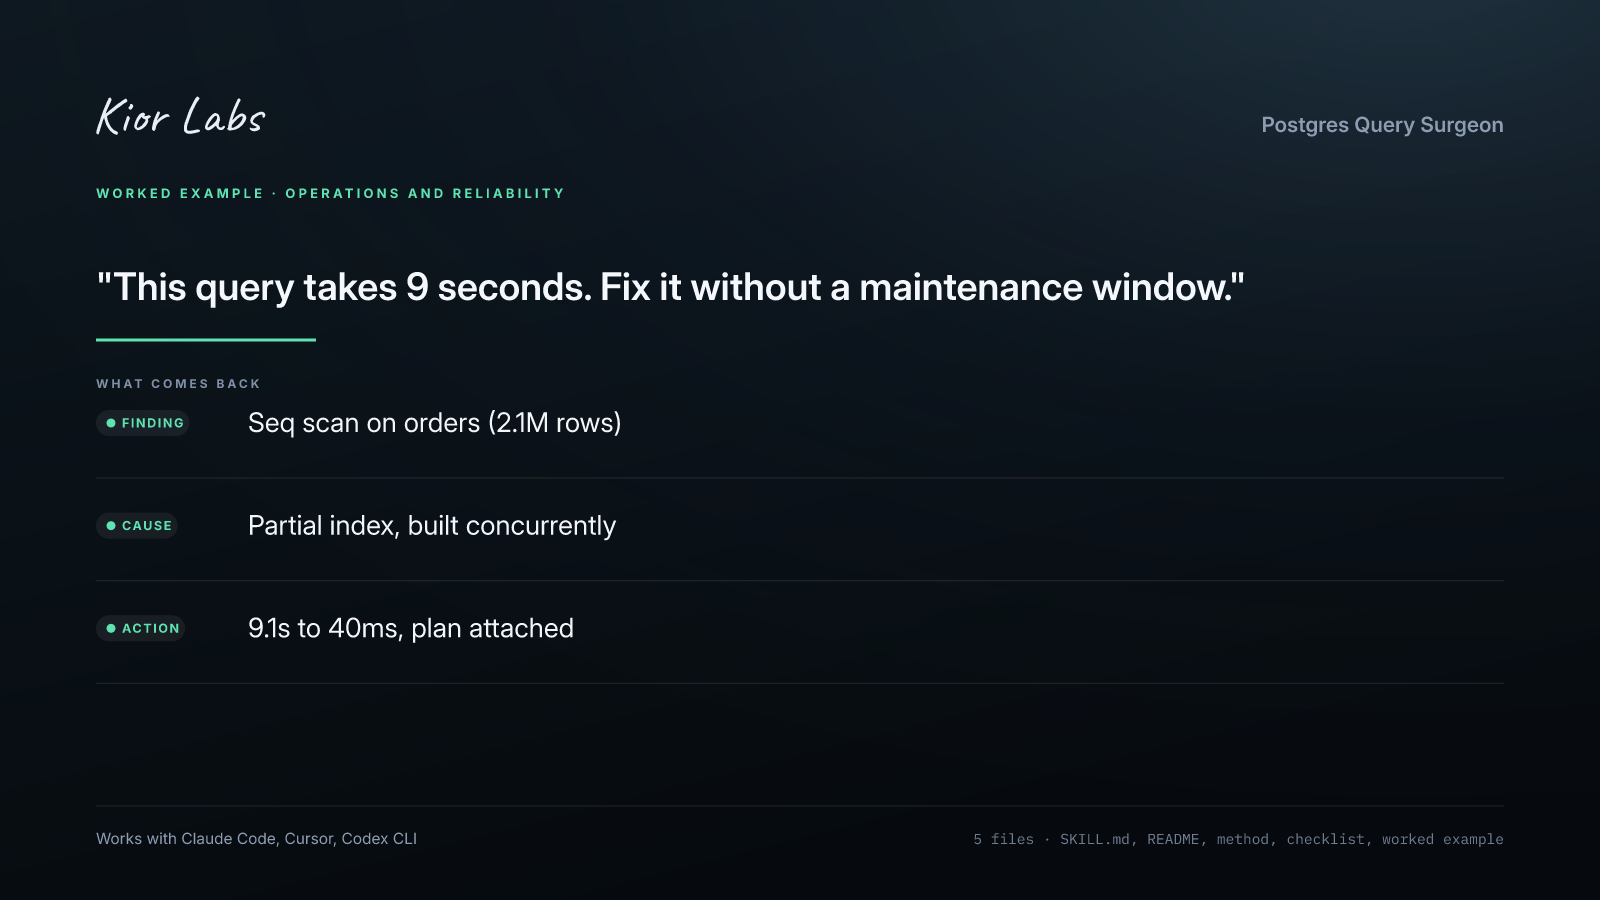 Kior Labs
Postgres Query Surgeon
WORKED EXAMPLE · OPERATIONS AND RELIABILITY
"This query takes 9 seconds. Fix it without a maintenance window."
WHAT COMES BACK
FINDING Seq scan on orders (2.1M rows)
CAUSE Partial index, built concurrently
ACTION 9.1s to 40ms, plan attached
Works with Claude Code, Cursor, Codex CLI
5 files · SKILL.md, README, method, checklist, worked example